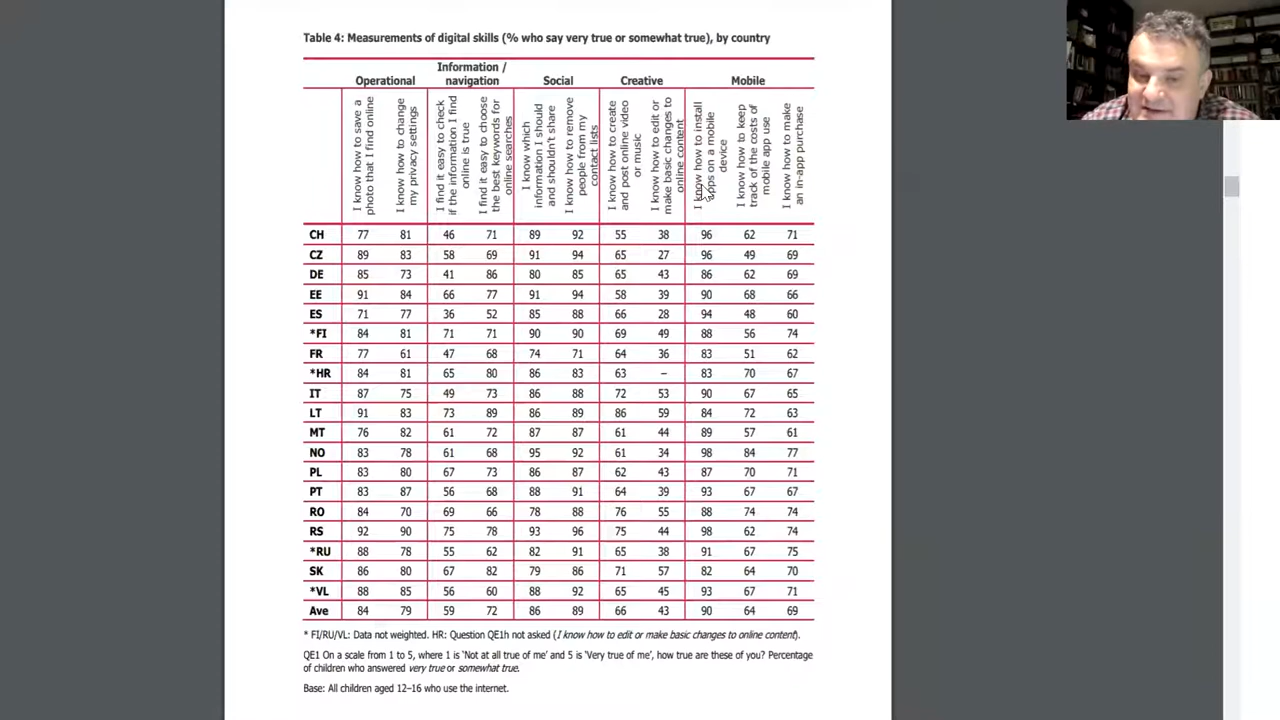 Table 4: Measurements of digital skills (% who say very true or somewhat true), by country
Operational
Information /
navigation
Social
Creative
Mobile
I know how to save a
photo that I find online
I know how to change
my privacy settings
I find it easy to check
if the information I find
online is true
I find it easy to choose
the best keywords for
online searches
I know which
information I should
and shouldn't share
I know how to remove
people from my
contact lists
I know how to create
and post online video
or music
I know how to edit or
make basic changes to
online content
I know how to install
apps on a mobile
device
I know how to keep
track of the costs of
mobile app use
I know how to make
an in-app purchase
CH 77 81 46 71 89 92 55 38 96 62 71
CZ 89 83 58 69 91 94 65 27 96 49 69
DE 85 73 41 86 80 85 65 43 86 62 69
EE 91 84 66 77 91 94 58 39 90 68 66
ES 71 77 36 52 85 88 66 28 94 48 60
*FI 84 81 71 71 90 90 69 49 88 56 74
FR 77 61 47 68 74 71 64 36 83 51 62
*HR 84 81 65 80 86 83 63 – 83 70 67
IT 87 75 49 73 86 88 72 53 90 67 65
LT 91 83 73 89 86 89 86 59 84 72 63
MT 76 82 61 72 87 87 61 44 89 57 61
NO 83 78 61 68 95 92 61 34 98 84 77
PL 83 80 67 73 86 87 62 43 87 70 71
PT 83 87 56 68 88 91 64 39 93 67 67
RO 84 70 69 66 78 88 76 55 88 74 74
RS 92 90 75 78 93 96 75 44 98 62 74
*RU 88 78 55 62 82 91 65 38 91 67 75
SK 86 80 67 82 79 86 71 57 82 64 70
*VL 88 85 56 60 88 92 65 45 93 67 71
Ave 84 79 59 72 86 89 66 43 90 64 69
* FI/RU/VL: Data not weighted. HR: Question QE1h not asked (I know how to edit or make basic changes to online content).
QE1 On a scale from 1 to 5, where 1 is 'Not at all true of me' and 5 is 'Very true of me', how true are these of you? Percentage
of children who answered very true or somewhat true.
Base: All children aged 12–16 who use the internet.